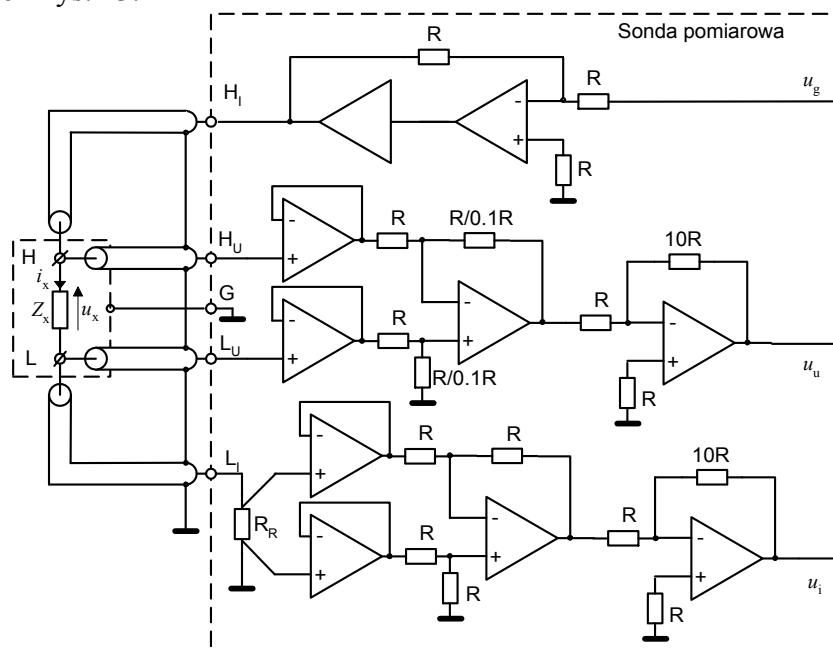 Sonda pomiarowa
R
R
u_g
H_I
-
+
R
R
R/0.1R
10R
-
H_U
H
+
i_x
G
R
-
Z_x
u_x
R
-
+
-
L_U
+
L
+
R/0.1R
R
u_u
R
R
10R
-
L_I
+
R
-
R_R
R
-
+
-
+
+
R
R
u_i